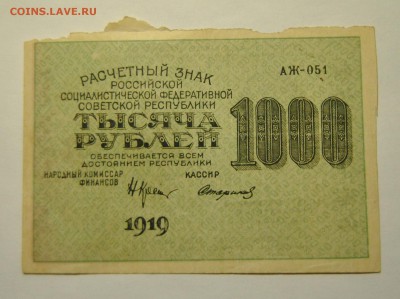 COINS.LAVE.RU
РАСЧЕТНЫЙ ЗНАК
РОССИЙСКОЙ
СОЦИАЛИСТИЧЕСКОЙ ФЕДЕРАТИВНОЙ
СОВЕТСКОЙ РЕСПУБЛИКИ
АЖ-051
ТЫСЯЧА
РУБЛЕЙ
1000
ОБЕСПЕЧИВАЕТСЯ ВСЕМ
ДОСТОЯНИЕМ РЕСПУБЛИКИ
НАРОДНЫЙ КОМИССАР
ФИНАНСОВ
КАССИР
1919